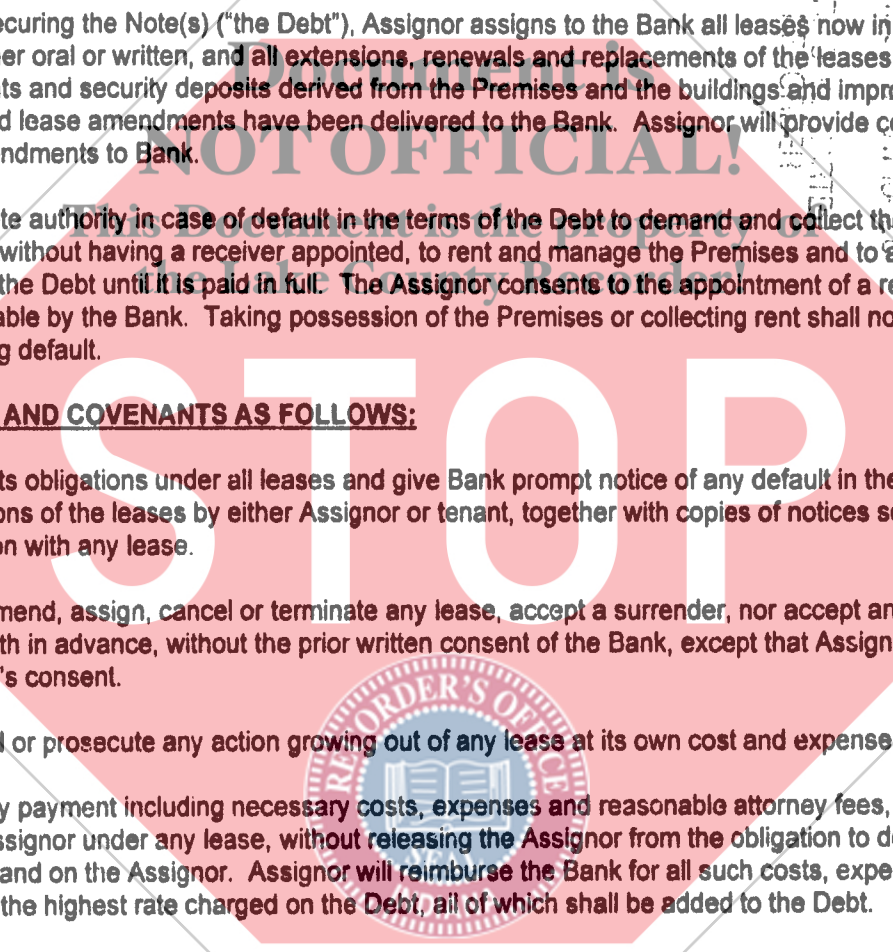 curing the Note(s) ("the Debt"), Assignor assigns to the Bank all leases now in
er oral or written, and all extensions, renewals and replacements of the leases
ts and security deposits derived from the Premises and the buildings and impr
d lease amendments have been delivered to the Bank. Assignor will provide c
ndments to Bank.
Document is
NOT OFFICIAL!
This Document is the property of
the Lake County Recorder!
te authority in case of default in the terms of the Debt to demand and collect th
without having a receiver appointed, to rent and manage the Premises and to a
the Debt until it is paid in full. The Assignor consents to the appointment of a re
able by the Bank. Taking possession of the Premises or collecting rent shall no
g default.
STOP
AND COVENANTS AS FOLLOWS:
ts obligations under all leases and give Bank prompt notice of any default in the
ons of the leases by either Assignor or tenant, together with copies of notices se
on with any lease.
mend, assign, cancel or terminate any lease, accept a surrender, nor accept an
th in advance, without the prior written consent of the Bank, except that Assign
's consent.
d or prosecute any action growing out of any lease at its own cost and expense
y payment including necessary costs, expenses and reasonable attorney fees,
ssignor under any lease, without releasing the Assignor from the obligation to d
and on the Assignor. Assignor will reimburse the Bank for all such costs, expe
the highest rate charged on the Debt, all of which shall be added to the Debt.
RECORDER'S OFFICE
SEAL